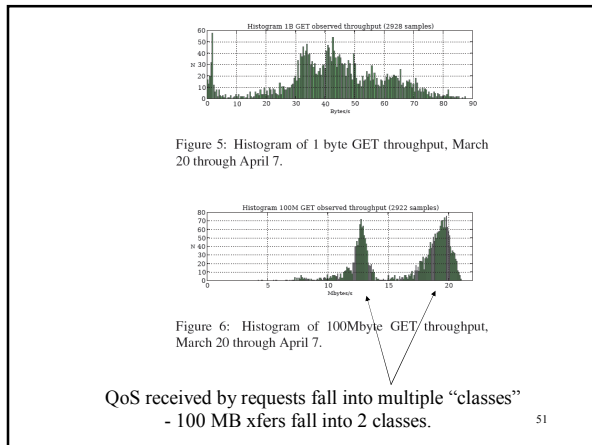 Histogram 1B GET observed throughput (2928 samples)
60
50
40
30
20
10
0
N
0 10 20 30 40 50 60 70 80 90
Bytes/s
Figure 5: Histogram of 1 byte GET throughput, March
20 through April 7.
Histogram 100M GET observed throughput (2922 samples)
80
70
60
50
40
30
20
10
0
N
0 5 10 15 20
Mbytes/s
Figure 6: Histogram of 100Mbyte GET throughput,
March 20 through April 7.
QoS received by requests fall into multiple “classes”
- 100 MB xfers fall into 2 classes.
51